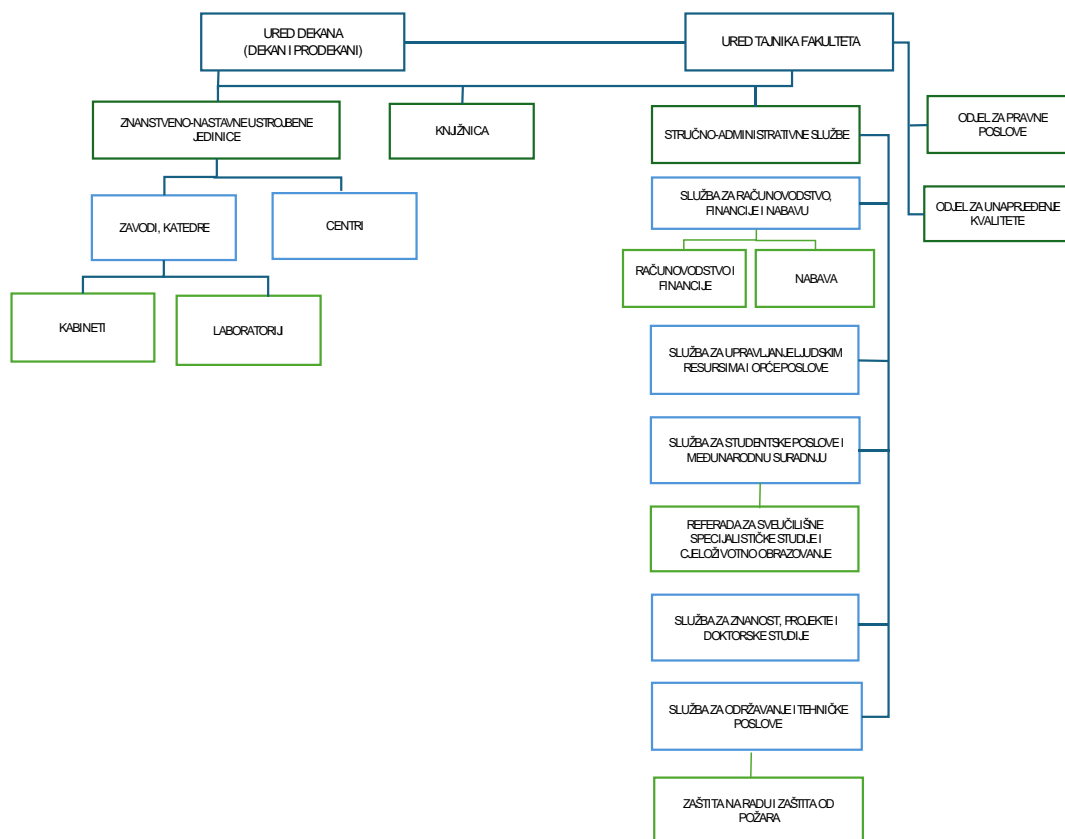 URED DEKANA
(DEKAN I PRODEKANI)
URED TAJNIKA FAKULTETA
ZNANSTVENO-NASTAVNE USTROJBENE
JEDINICE
KNJIŽNICA
STRUČNO-ADMINISTRATIVNE SLUŽBE
ODJEL ZA PRAVNE
POSLOVE
ODJEL ZA UNAPRJEĐENJE
KVALITETE
ZAVODI, KATEDRE
CENTRI
KABINETI
LABORATORIJI
SLUŽBA ZA RAČUNOVODSTVO,
FINANCIJE I NABAVU
RAČUNOVODSTVO I
FINANCIJE
NABAVA
SLUŽBA ZA UPRAVLJANJE LJUDSKIM
RESURSIMA I OPĆE POSLOVE
SLUŽBA ZA STUDENTSKE POSLOVE I
MEĐUNARODNU SURADNJU
REFERADA ZA SVEUČILIŠNE
SPECIJALISTIČKE STUDIJE I
CJELOŽIVOTNO OBRAZOVANJE
SLUŽBA ZA ZNANOST, PROJEKTE I
DOKTORSKE STUDIJE
SLUŽBA ZA ODRŽAVANJE I TEHNIČKE
POSLOVE
ZAŠTITA NA RADU I ZAŠTITA OD
POŽARA